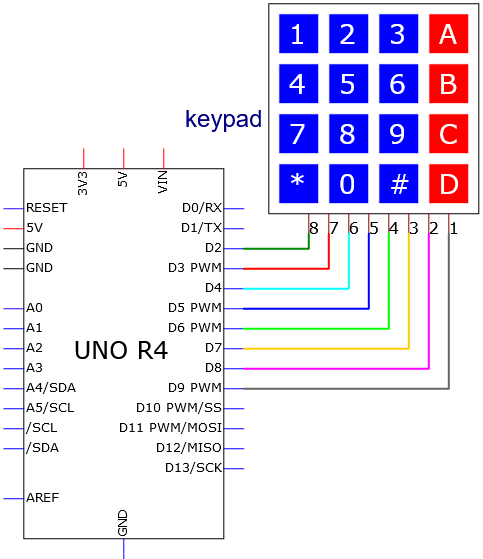 1 2 3 A
4 5 6 B
7 8 9 C
* 0 # D
keypad
8 7 6 5 4 3 2 1
3V3 5V VIN
RESET D0/RX
5V D1/TX
GND D2
GND D3 PWM
D4
A0 D5 PWM
A1 D6 PWM
A2 D7
UNO R4
A3 D8
A4/SDA D9 PWM
A5/SCL D10 PWM/SS
/SCL D11 PWM/MOSI
/SDA D12/MISO
D13/SCK
AREF
GND